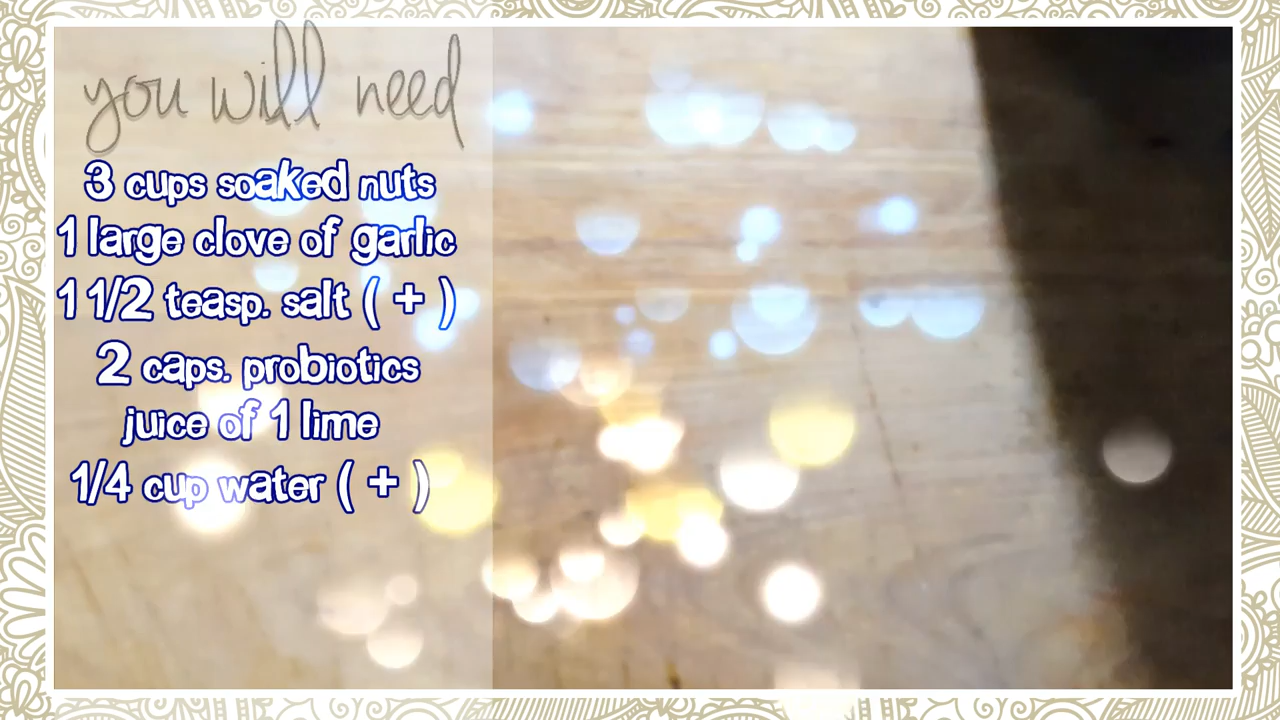 you will need
3 cups soaked nuts
1 large clove of garlic
1 1/2 teasp. salt ( + )
2 caps. probiotics
juice of 1 lime
1/4 cup water ( + )